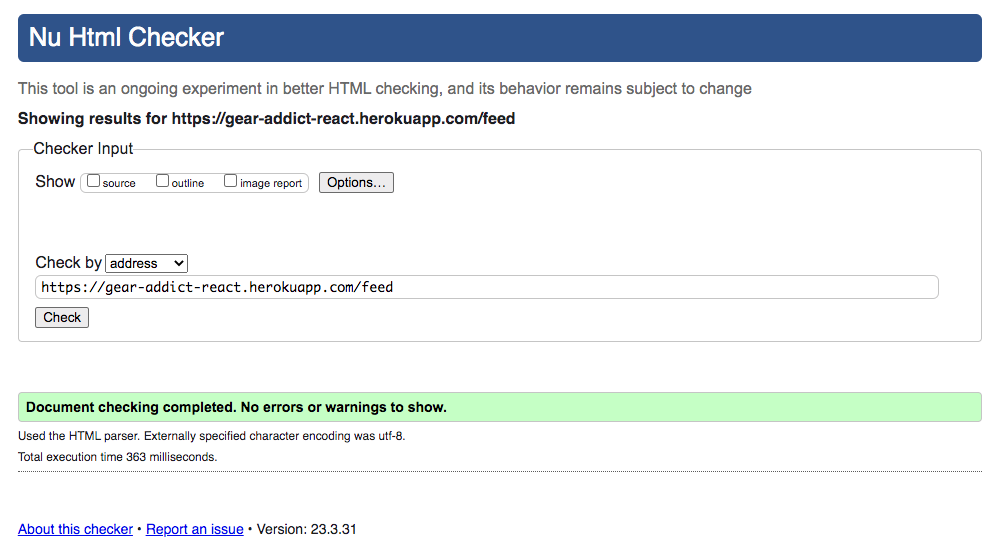 Nu Html Checker
This tool is an ongoing experiment in better HTML checking, and its behavior remains subject to change
Showing results for https://gear-addict-react.herokuapp.com/feed
Checker Input
Show source outline image report Options...
Check by address
https://gear-addict-react.herokuapp.com/feed
Check
Document checking completed. No errors or warnings to show.
Used the HTML parser. Externally specified character encoding was utf-8.
Total execution time 363 milliseconds.
About this checker • Report an issue • Version: 23.3.31